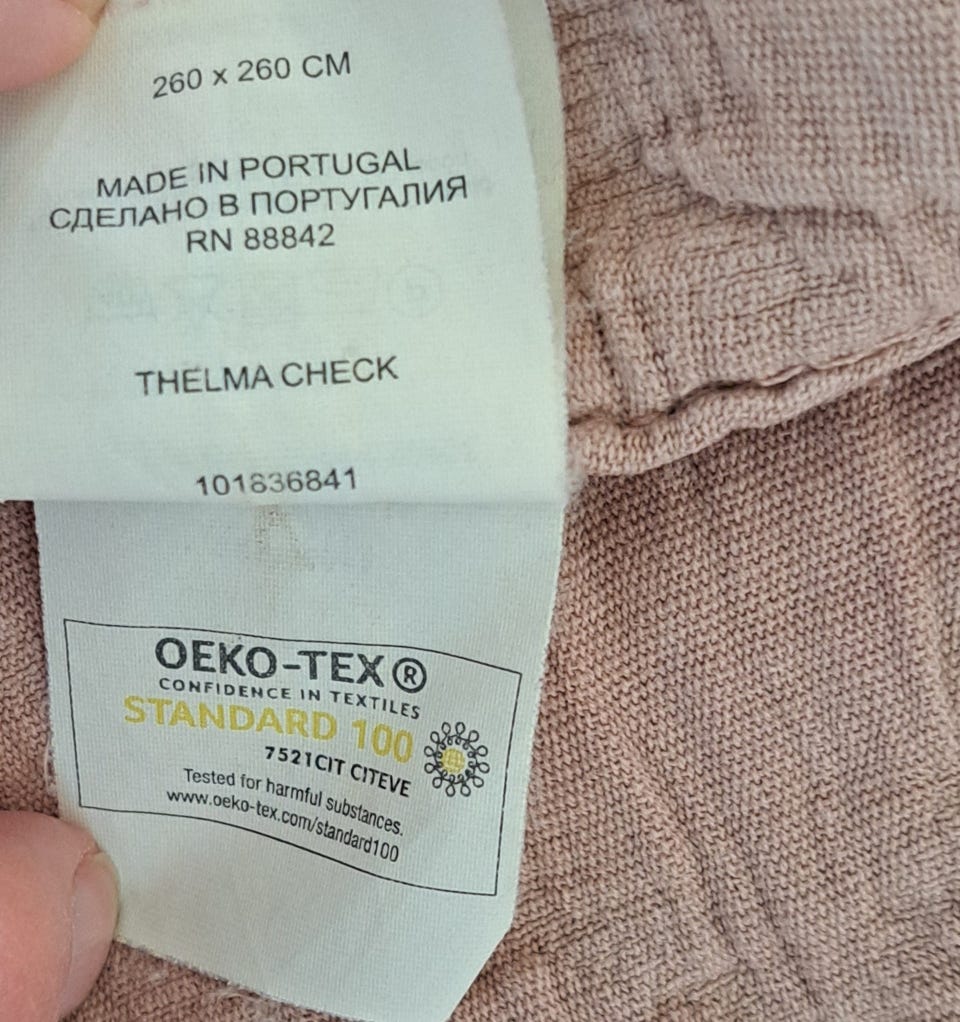 260 x 260 CM
MADE IN PORTUGAL
СДЕЛАНО В ПОРТУГАЛИЯ
RN 88842
THELMA CHECK
101836841
OEKO-TEX®
CONFIDENCE IN TEXTILES
STANDARD 100
7521CIT CITEVE
Tested for harmful substances.
www.oeko-tex.com/standard100